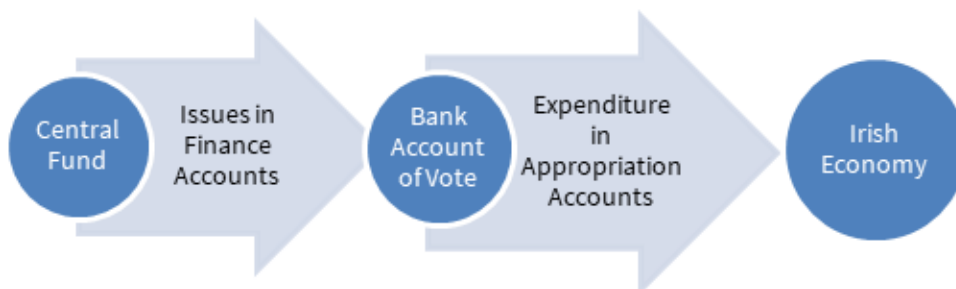 Central
Fund
Issues in
Finance
Accounts
Bank
Account
of Vote
Expenditure
in
Appropriation
Accounts
Irish
Economy